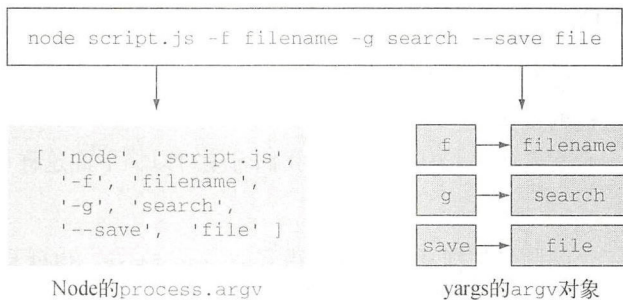 node script.js -f filename -g search --save file
[ 'node', 'script.js',
'-f', 'filename',
'-g', 'search',
'--save', 'file' ]
f
filename
g
search
save
file
Node的process.argv
yargs的argv对象